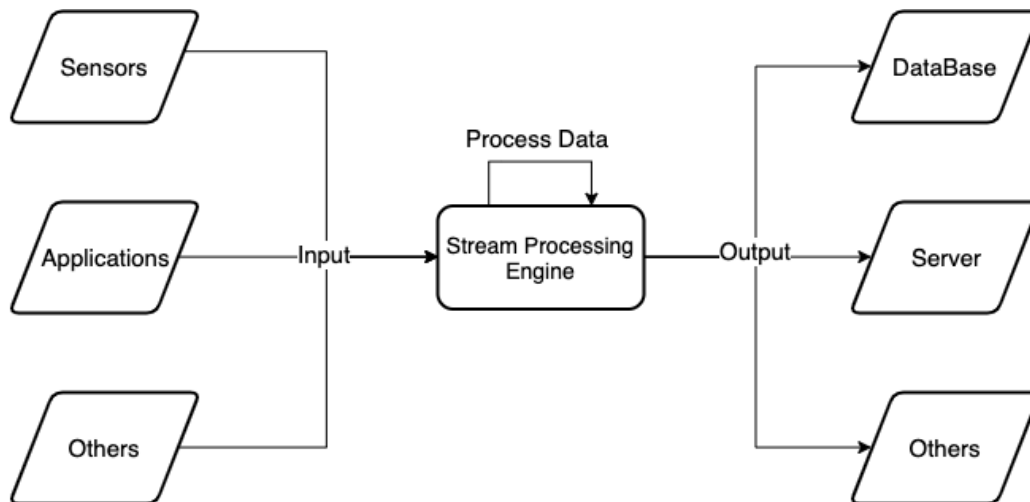 Sensors
DataBase
Process Data
Applications
Input
Stream Processing
Engine
Output
Server
Others
Others